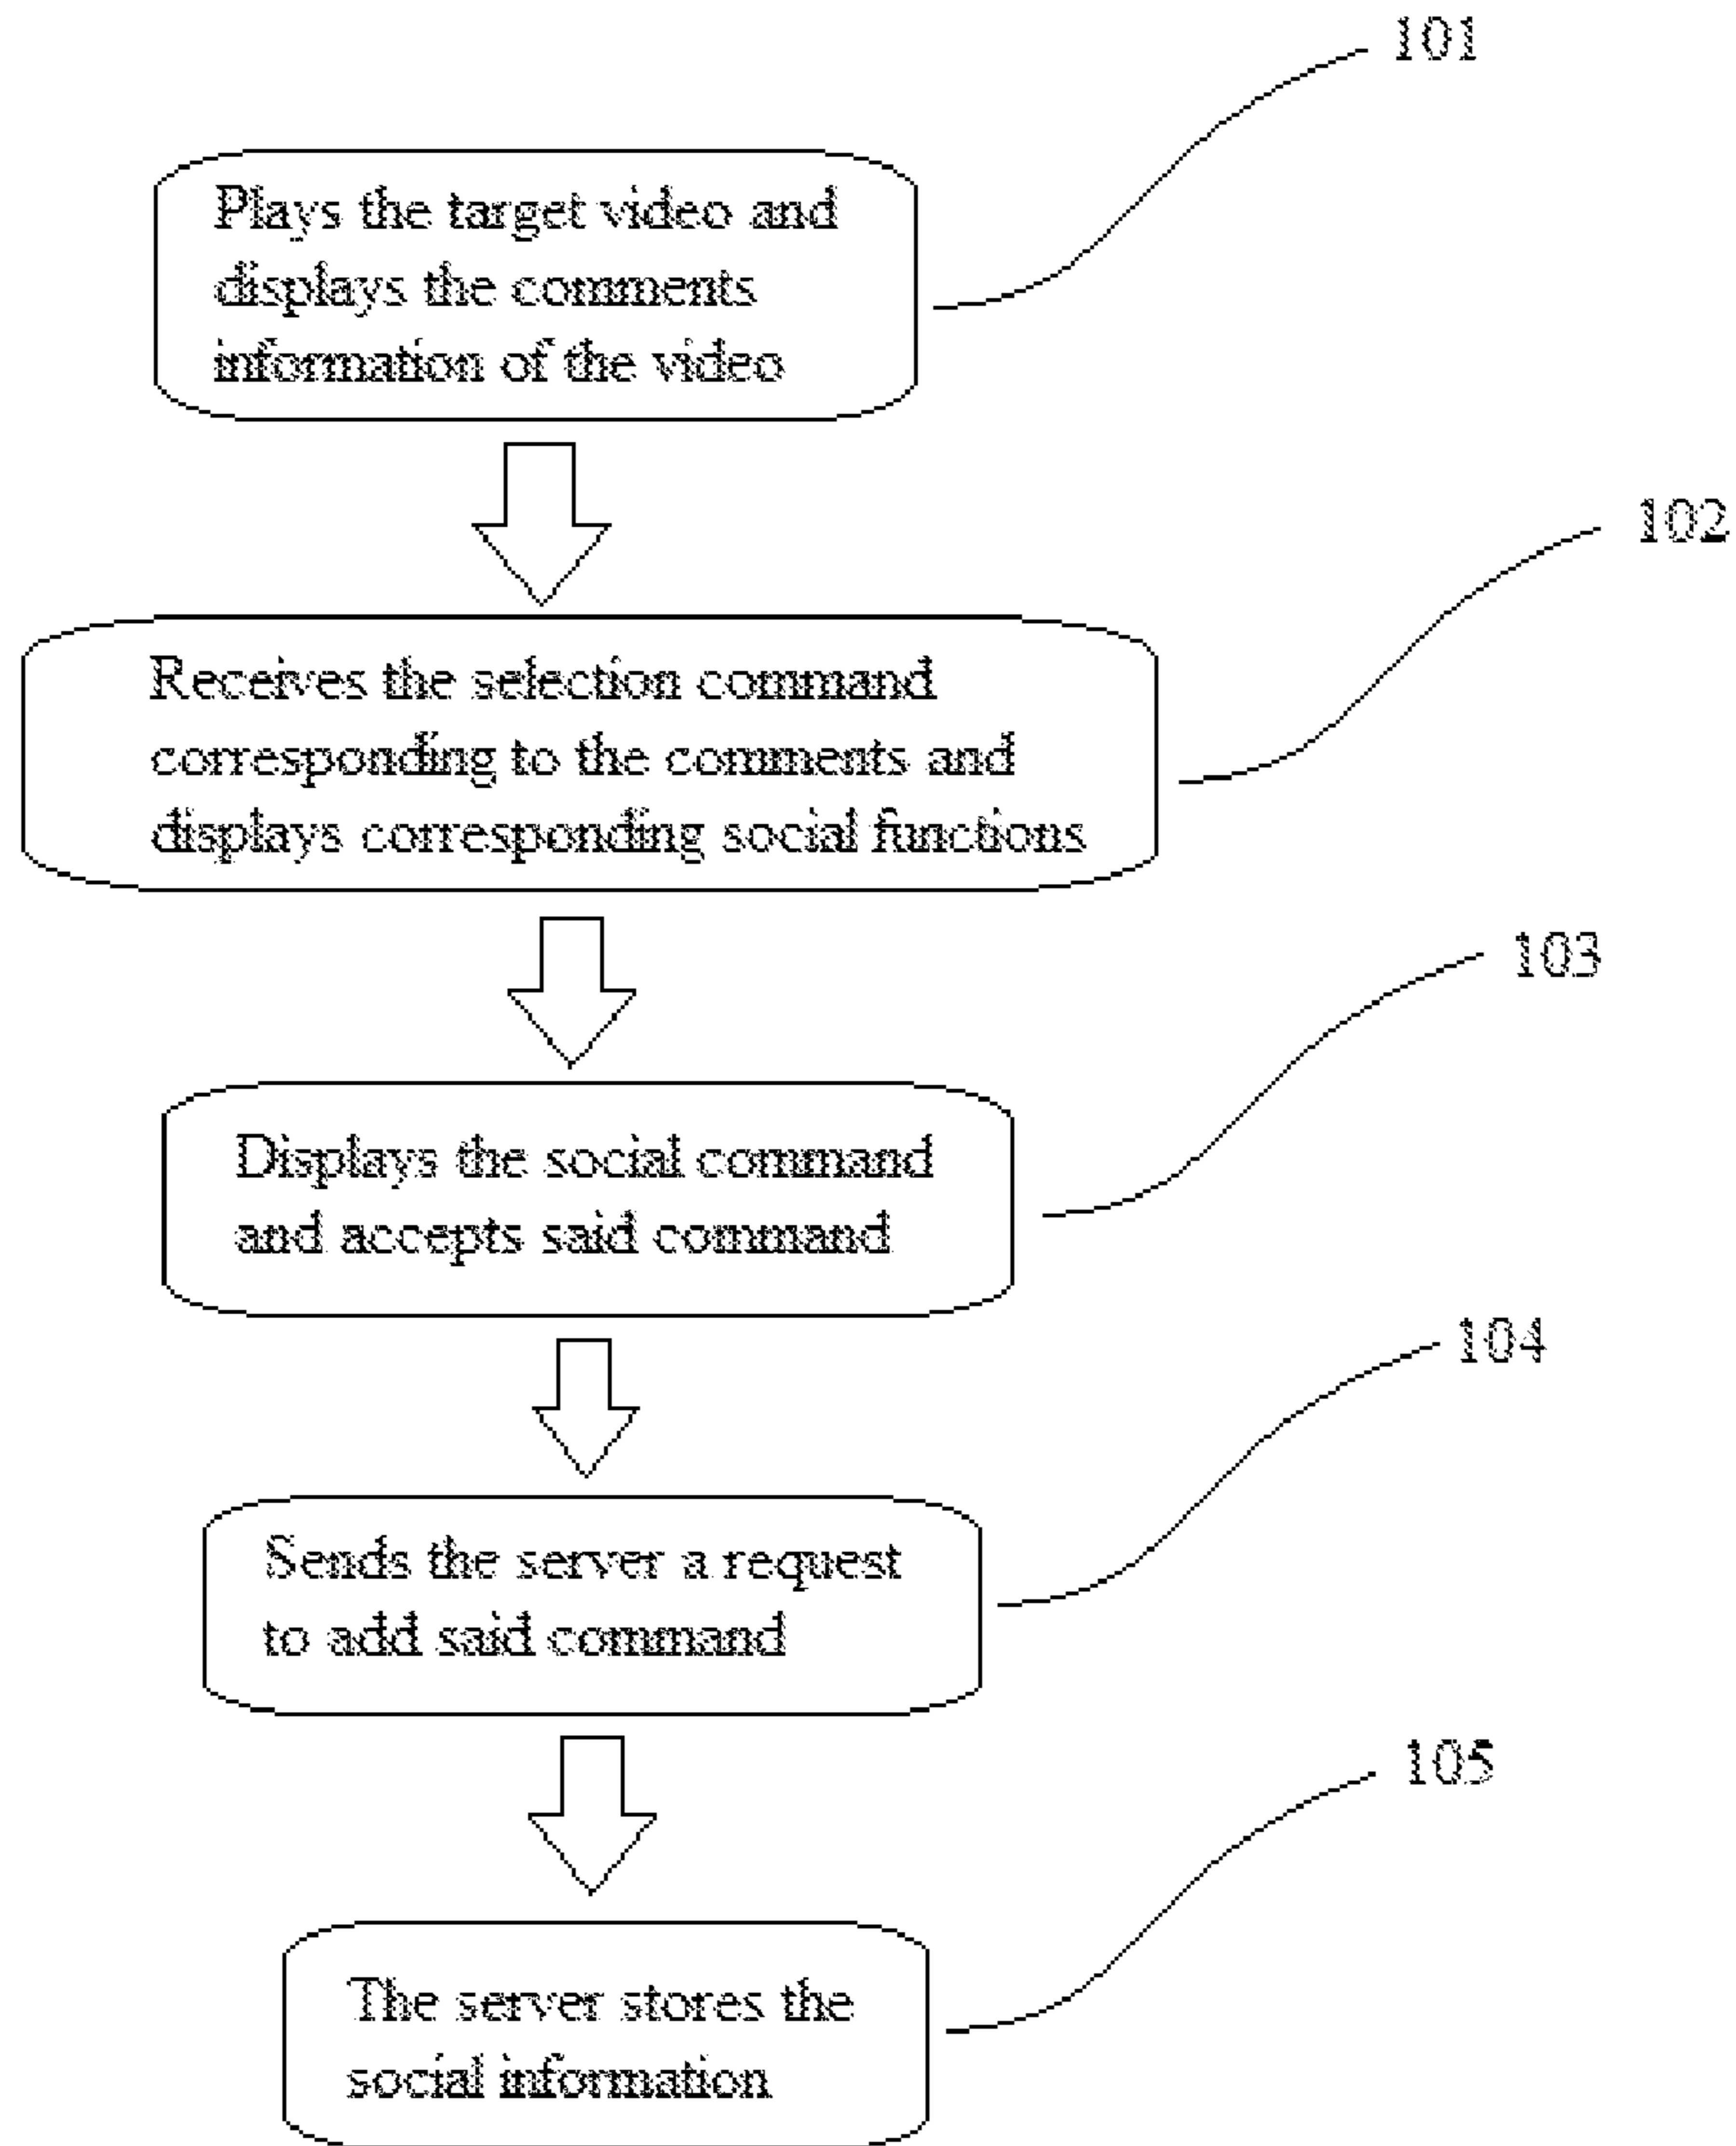 101
Plays the target video and
displays the comments
information of the video
102
Receives the selection command
corresponding to the comments and
displays corresponding social functions
103
Displays the social command
and accepts said command
104
Sends the server a request
to add said command
105
The server stores the
social information